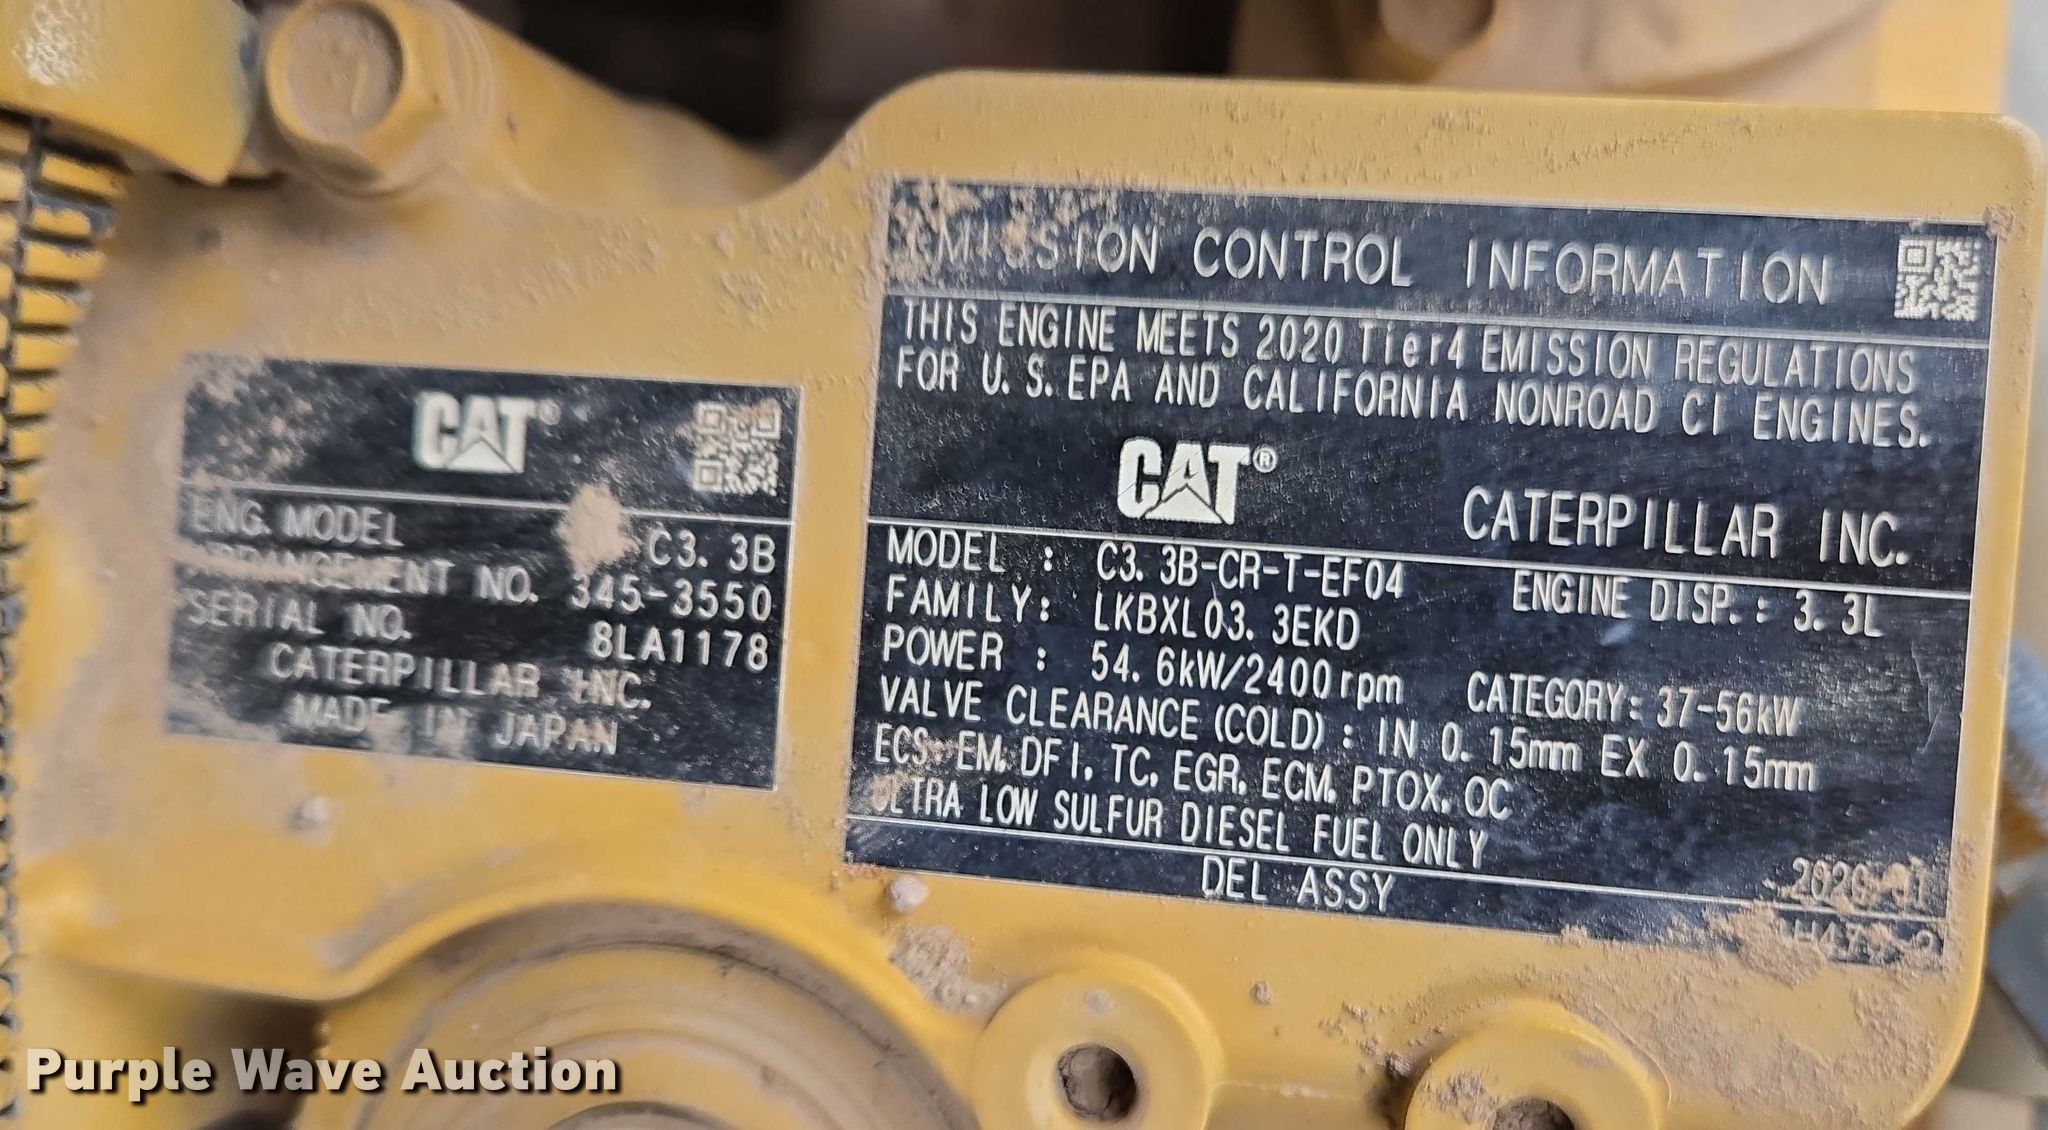 CAT®
ENG. MODEL C3. 3B
ARRANGEMENT NO. 345-3550
SERIAL NO. 8LA1178
CATERPILLAR INC.
MADE IN JAPAN
EMISSION CONTROL INFORMATION
THIS ENGINE MEETS 2020 Tier4 EMISSION REGULATIONS
FOR U. S. EPA AND CALIFORNIA NONROAD CI ENGINES.
CAT® CATERPILLAR INC.
MODEL : C3. 3B-CR-T-EF04 ENGINE DISP. : 3. 3L
FAMILY: LKBXL03. 3EKD
POWER : 54. 6kW/2400rpm CATEGORY: 37-56kW
VALVE CLEARANCE (COLD) : IN 0. 15mm EX 0. 15mm
ECS: EM, DFI, TC, EGR, ECM, PTOX, OC
ULTRA LOW SULFUR DIESEL FUEL ONLY
DEL ASSY
Purple Wave Auction